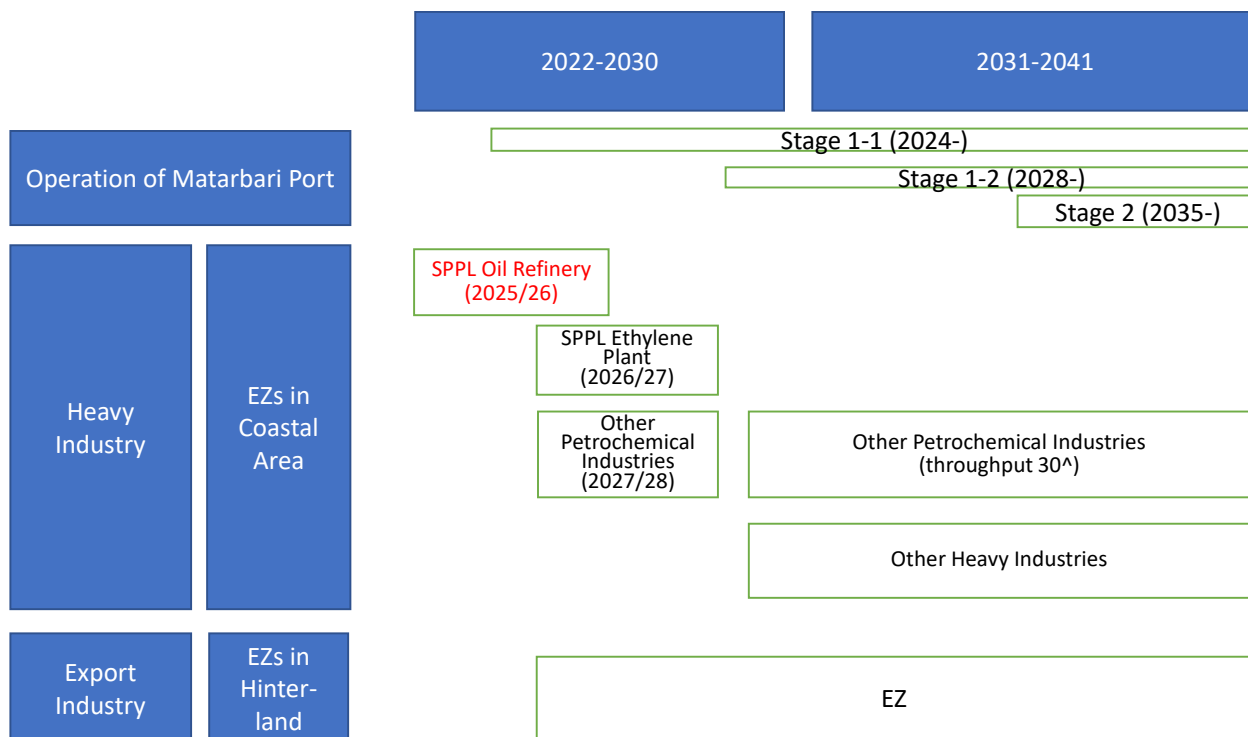 2022-2030
2031-2041
Operation of Matarbari Port
Stage 1-1 (2024-)
Stage 1-2 (2028-)
Stage 2 (2035-)
Heavy
Industry
EZs in
Coastal
Area
SPPL Oil Refinery
(2025/26)
SPPL Ethylene
Plant
(2026/27)
Other
Petrochemical
Industries
(2027/28)
Other Petrochemical Industries
(throughput 30^)
Other Heavy Industries
Export
Industry
EZs in
Hinter-
land
EZ